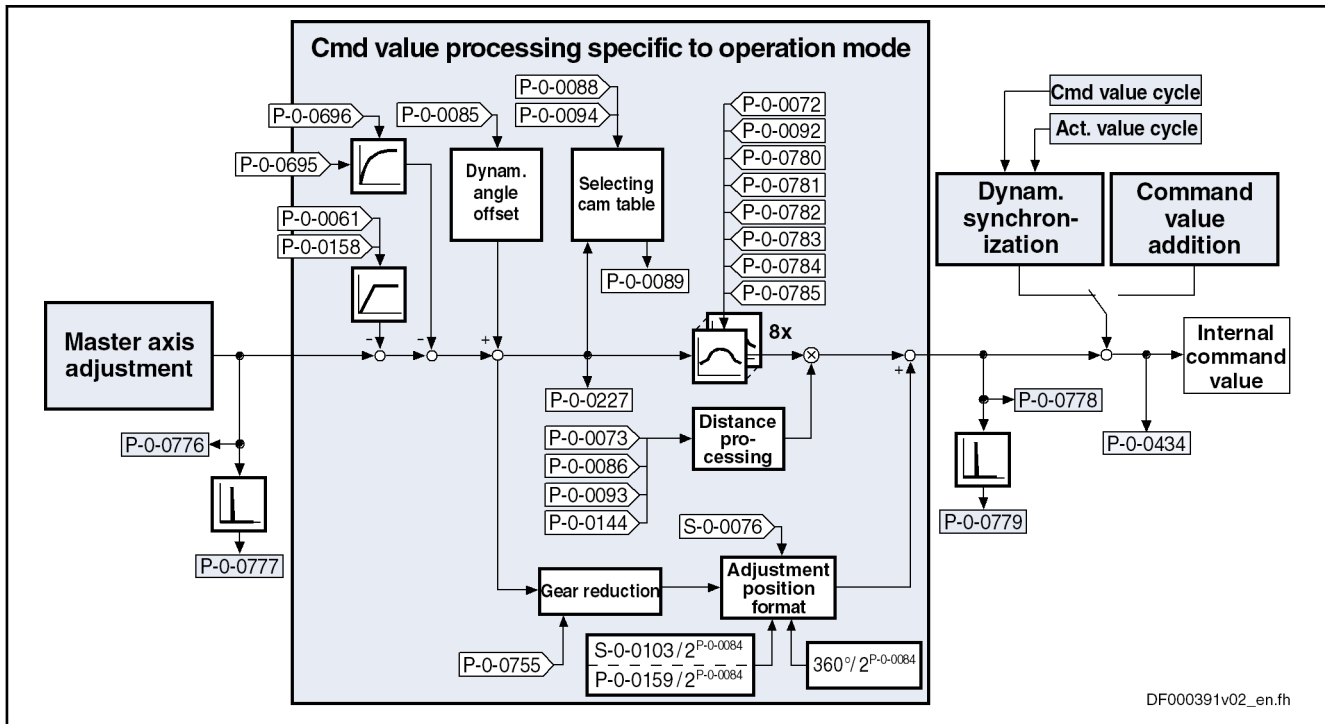 Cmd value processing specific to operation mode
P-0-0696
P-0-0695
P-0-0061
P-0-0158
P-0-0085
Dynam.
angle
offset
P-0-0088
P-0-0094
Selecting
cam table
P-0-0089
P-0-0072
P-0-0092
P-0-0780
P-0-0781
P-0-0782
P-0-0783
P-0-0784
P-0-0785
8x
Cmd value cycle
Act. value cycle
Dynam.
synchron-
ization
Command
value
addition
Master axis
adjustment
-
-
+
+
Internal
command
value
P-0-0776
P-0-0777
P-0-0227
P-0-0073
P-0-0086
P-0-0093
P-0-0144
Distance
pro-
cessing
P-0-0778
P-0-0779
P-0-0434
S-0-0076
Gear reduction
Adjustment
position
format
P-0-0755
S-0-0103/2^P-0-0084
P-0-0159/2^P-0-0084
360°/2^P-0-0084
DF000391v02_en.fh